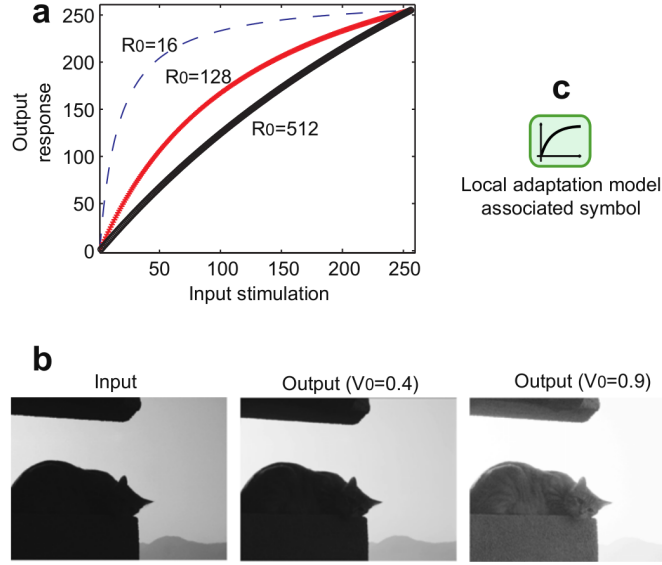 a
250
200
150
100
50
0
Output
response
R0=16
R0=128
R0=512
50
100
150
200
250
Input stimulation
c
Local adaptation model
associated symbol
b
Input
Output (V0=0.4)
Output (V0=0.9)